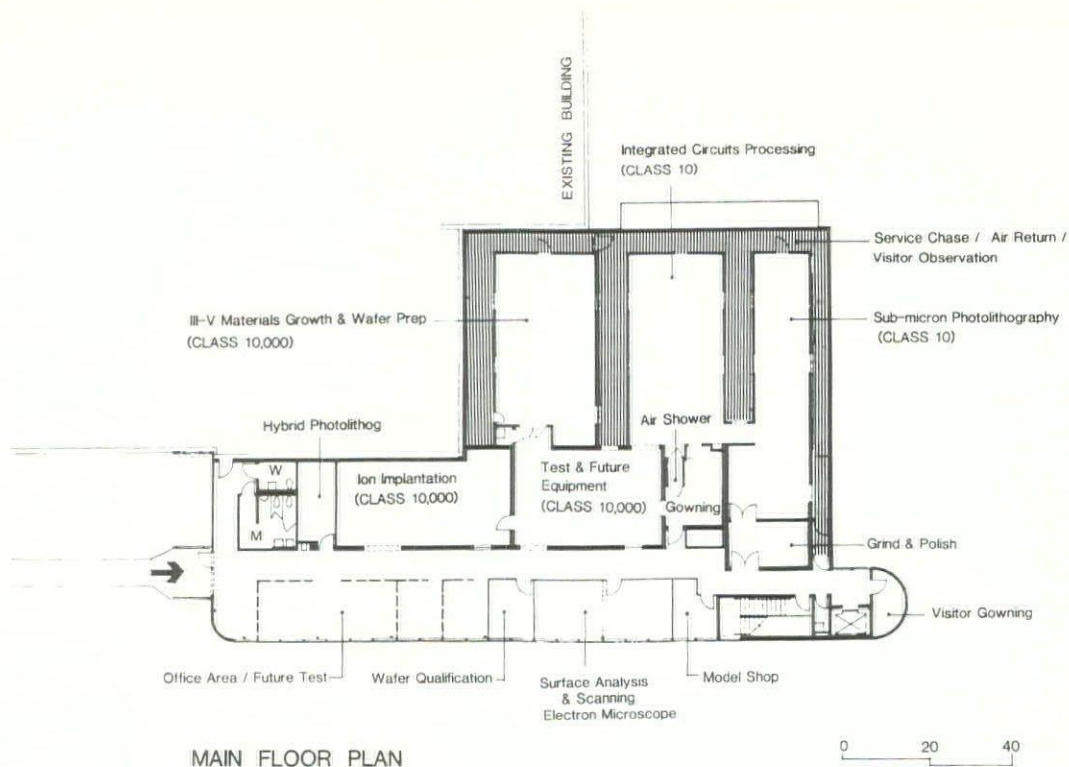 EXISTING BUILDING
Integrated Circuits Processing
(CLASS 10)
Service Chase / Air Return /
Visitor Observation
III-V Materials Growth & Wafer Prep
(CLASS 10,000)
Sub-micron Photolithography
(CLASS 10)
Hybrid Photolithog
Air Shower
W
Ion Implantation
(CLASS 10,000)
Test & Future
Equipment
(CLASS 10,000)
Gowning
M
Grind & Polish
Visitor Gowning
Office Area / Future Test
Wafer Qualification
Surface Analysis
& Scanning
Electron Microscope
Model Shop
MAIN FLOOR PLAN
0 20 40